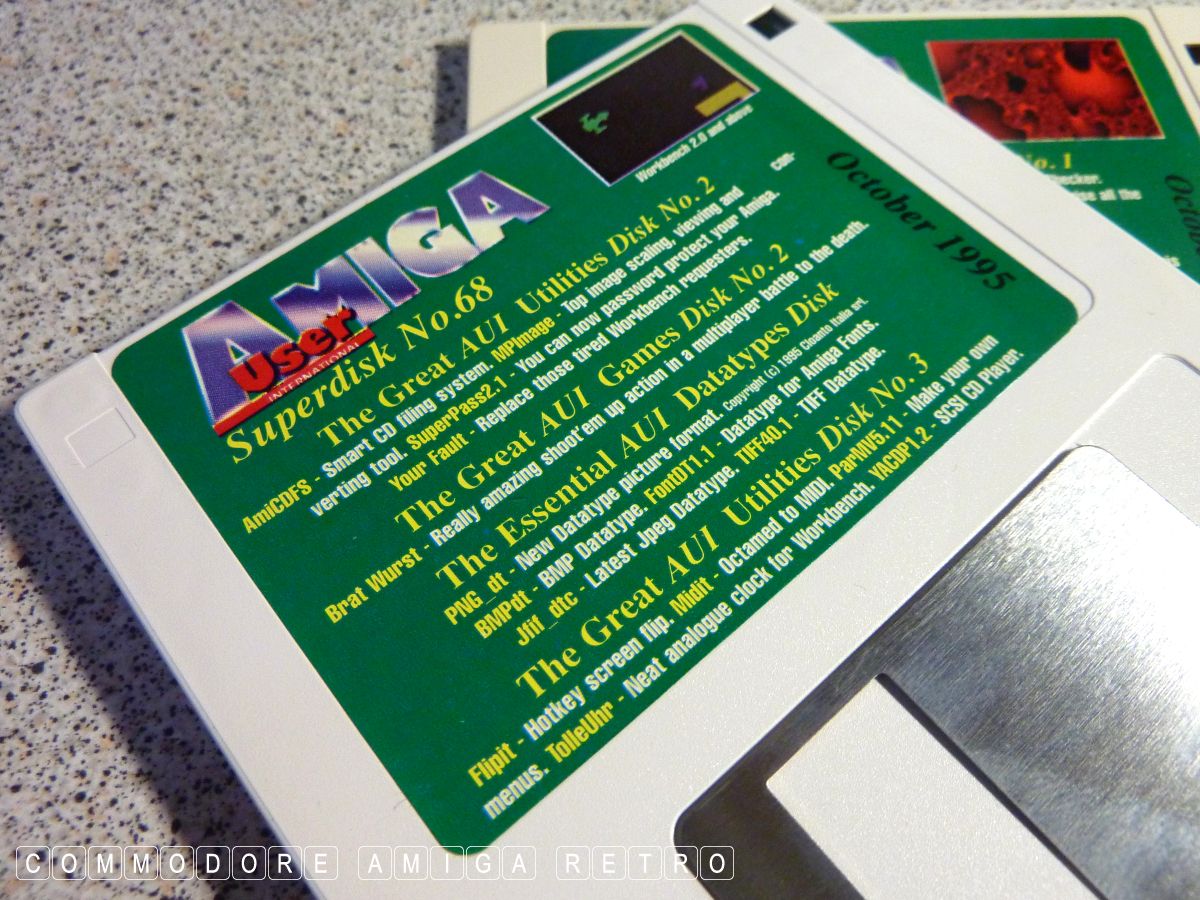 Workbench 2.0 and above
AMIGA
User
INTERNATIONAL
October 1995
Superdisk No.68
The Great AUI Utilities Disk No. 2
AmiCDFS - Smart CD filing system. MPImage - Top image scaling, viewing and con-
verting tool. SuperPass2.1 - You can now password protect your Amiga.
Your Fault - Replace those tired Workbench requesters.
The Great AUI Games Disk No. 2
Brat Wurst - Really amazing shoot'em up action in a multiplayer battle to the death.
The Essential AUI Datatypes Disk
PNG_dt - New Datatype picture format. Copyright (c) 1995 Cloanto Italia srl.
BMPdt - BMP Datatype. FontDT1.1 - Datatype for Amiga Fonts.
Jfif_dtc - Latest Jpeg Datatype. TIFF40.1 - TIFF Datatype.
The Great AUI Utilities Disk No. 3
Flipit - Hotkey screen flip. Midit - Octamed to MIDI. ParMV5.11 - Make your own
menus. TolleUhr - Neat analogue clock for Workbench. YACDP1.2 - SCSI CD Player.
No. 1
all the
COMMODORE AMIGA RETRO